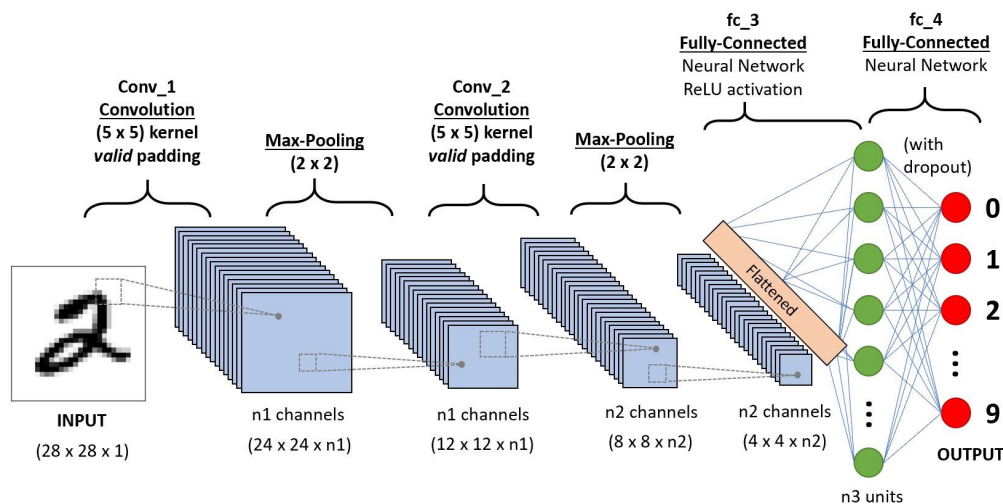 fc_3
Fully-Connected
Neural Network
ReLU activation
fc_4
Fully-Connected
Neural Network
Conv_1
Convolution
(5 x 5) kernel
valid padding
Max-Pooling
(2 x 2)
Conv_2
Convolution
(5 x 5) kernel
valid padding
Max-Pooling
(2 x 2)
(with
dropout)
Flattened
0
1
2
9
INPUT
(28 x 28 x 1)
n1 channels
(24 x 24 x n1)
n1 channels
(12 x 12 x n1)
n2 channels
(8 x 8 x n2)
n2 channels
(4 x 4 x n2)
OUTPUT
n3 units
2